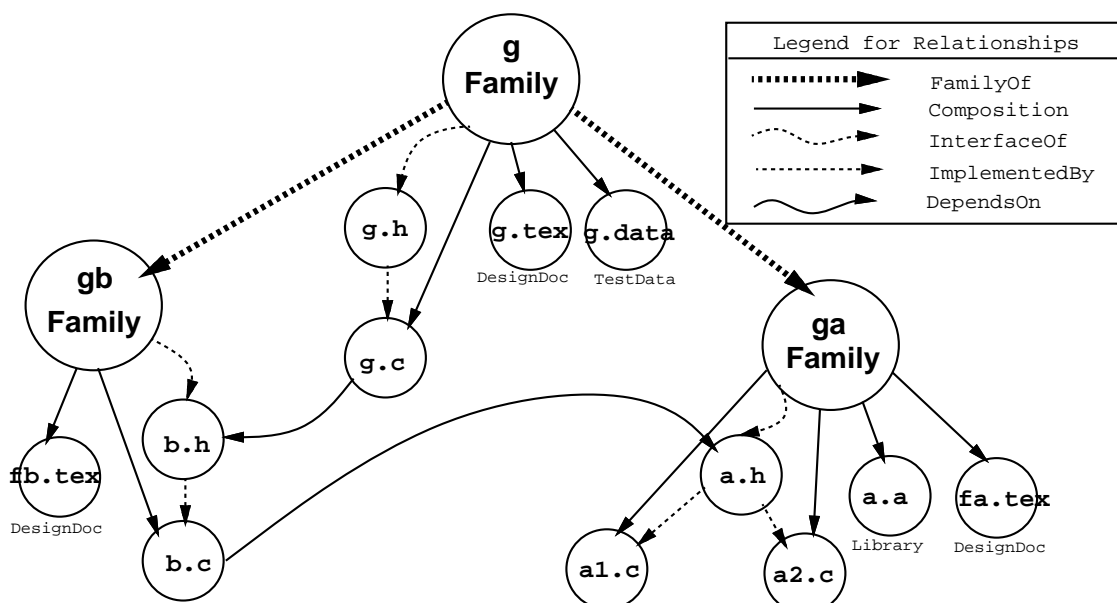 g
Family
Legend for Relationships
FamilyOf
Composition
InterfaceOf
ImplementedBy
DependsOn
g.h
g.tex
g.data
DesignDoc
TestData
gb
Family
ga
Family
g.c
b.h
fb.tex
DesignDoc
a.h
a.a
fa.tex
Library
DesignDoc
b.c
a1.c
a2.c